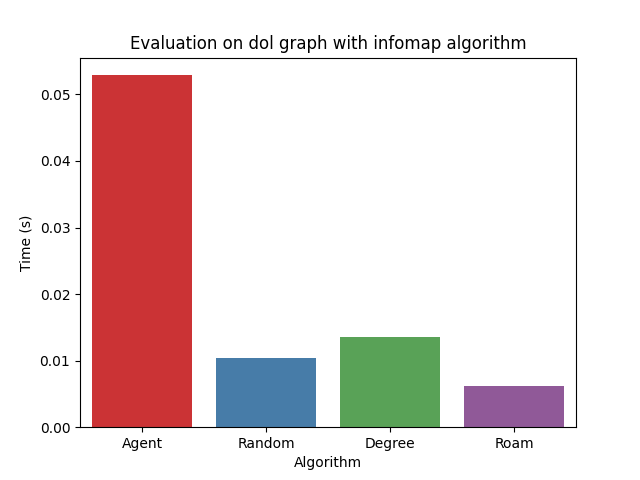 Evaluation on dol graph with infomap algorithm
0.05
0.04
0.03
0.02
0.01
0.00
Time (s)
Agent Random Degree Roam
Algorithm